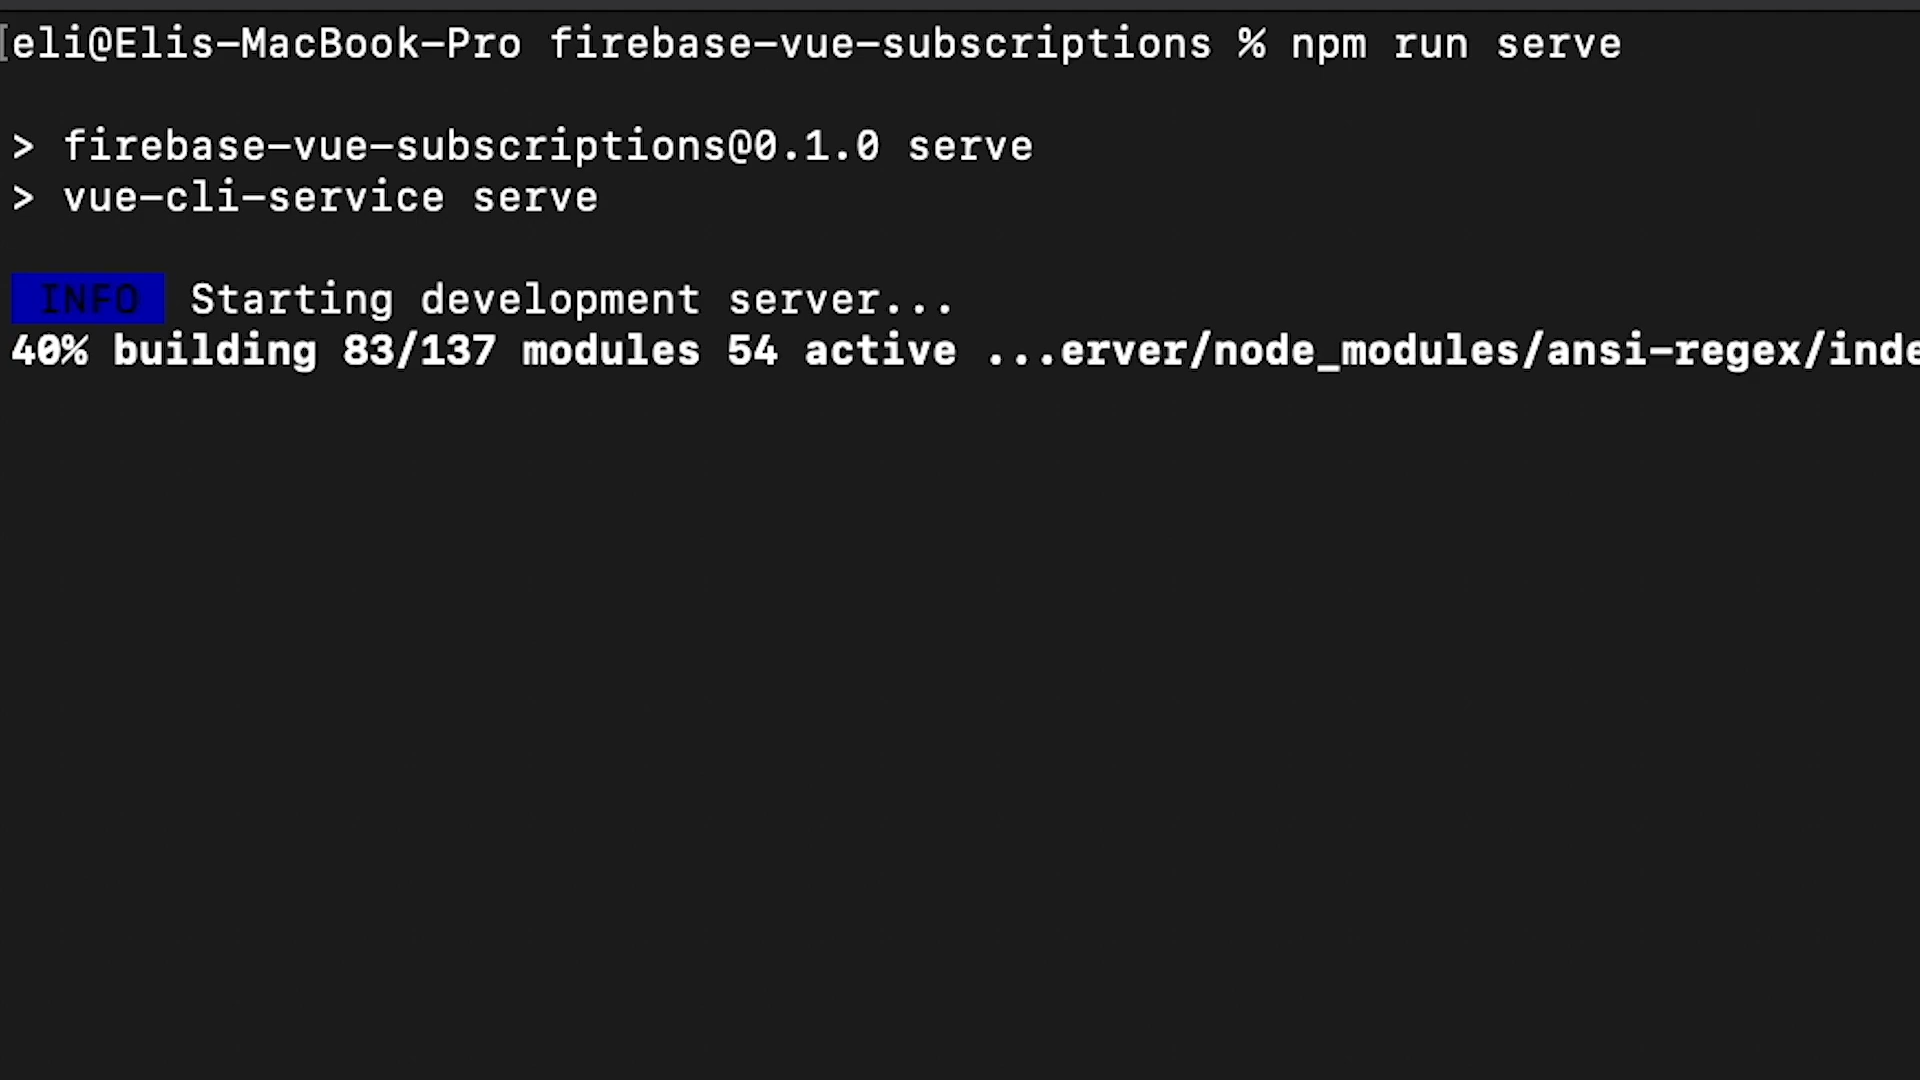 [eli@Elis-MacBook-Pro firebase-vue-subscriptions % npm run serve
> firebase-vue-subscriptions@0.1.0 serve
> vue-cli-service serve
INFO Starting development server...
40% building 83/137 modules 54 active ...erver/node_modules/ansi-regex/inde